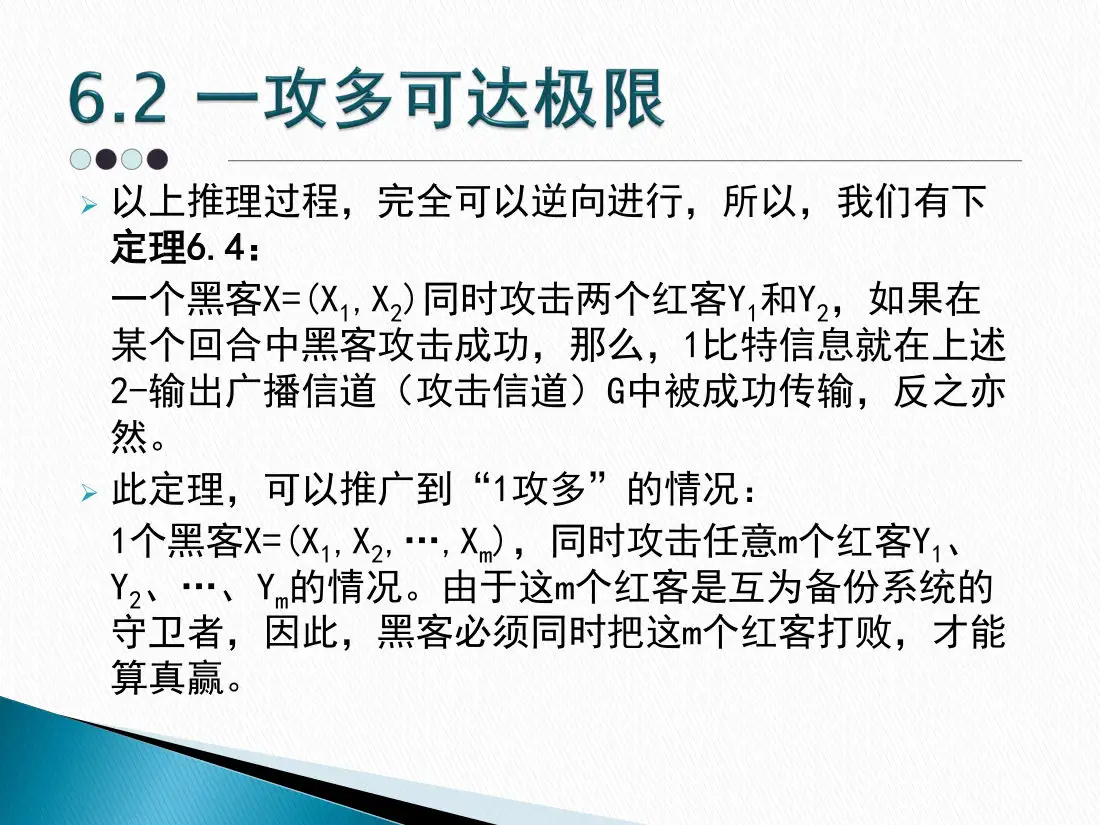 6.2 一攻多可达极限
➢ 以上推理过程，完全可以逆向进行，所以，我们有下
定理6.4：
一个黑客X=(X₁,X₂)同时攻击两个红客Y₁和Y₂，如果在
某个回合中黑客攻击成功，那么，1比特信息就在上述
2-输出广播信道（攻击信道）G中被成功传输，反之亦
然。
➢ 此定理，可以推广到“1攻多”的情况：
1个黑客X=(X₁,X₂,…,Xₘ)，同时攻击任意m个红客Y₁、
Y₂、…、Yₘ的情况。由于这m个红客是互为备份系统的
守卫者，因此，黑客必须同时把这m个红客打败，才能
算真赢。